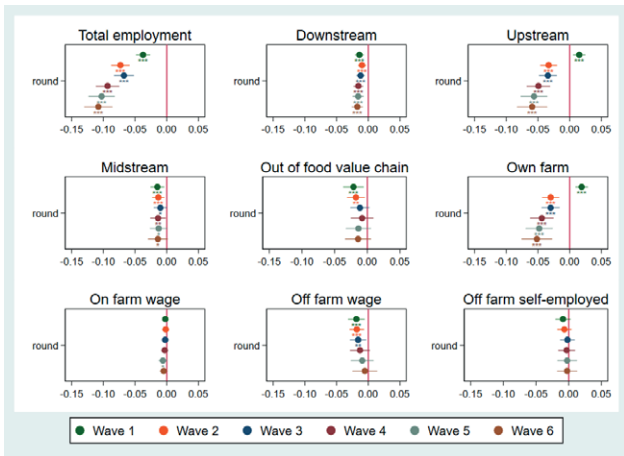 Total employment
Downstream
Upstream
round
round
round
-0.15 -0.10 -0.05 0.00 0.05
-0.15 -0.10 -0.05 0.00 0.05
-0.15 -0.10 -0.05 0.00 0.05
Midstream
Out of food value chain
Own farm
round
round
round
-0.15 -0.10 -0.05 0.00 0.05
-0.15 -0.10 -0.05 0.00 0.05
-0.15 -0.10 -0.05 0.00 0.05
On farm wage
Off farm wage
Off farm self-employed
round
round
round
-0.15 -0.10 -0.05 0.00 0.05
-0.15 -0.10 -0.05 0.00 0.05
-0.15 -0.10 -0.05 0.00 0.05
Wave 1 Wave 2 Wave 3 Wave 4 Wave 5 Wave 6